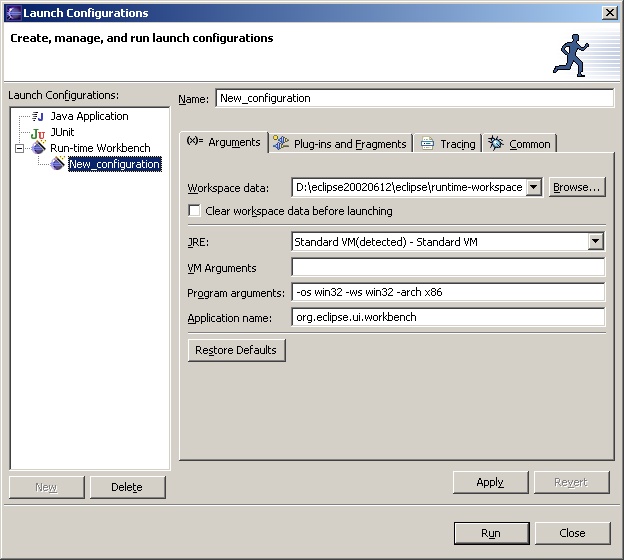 Launch Configurations
Create, manage, and run launch configurations
Launch Configurations:
Java Application
JUnit
Run-time Workbench
New_configuration
New
Delete
Name: New_configuration
(x)= Arguments Plug-ins and Fragments Tracing Common
Workspace data: D:\eclipse20020612\eclipse\runtime-workspace Browse...
Clear workspace data before launching
JRE: Standard VM(detected) - Standard VM
VM Arguments
Program arguments: -os win32 -ws win32 -arch x86
Application name: org.eclipse.ui.workbench
Restore Defaults
Apply Revert
Run Close